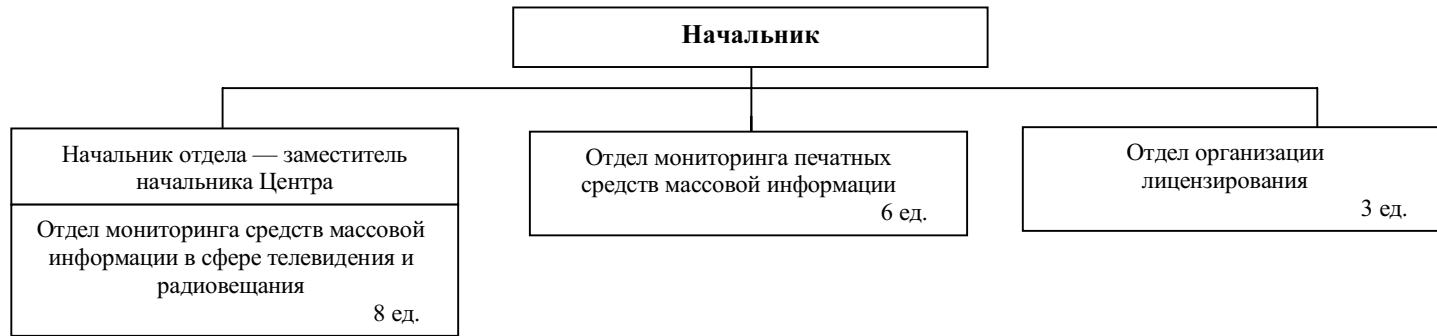 Начальник
Начальник отдела — заместитель
начальника Центра
Отдел мониторинга средств массовой
информации в сфере телевидения и
радиовещания
8 ед.
Отдел мониторинга печатных
средств массовой информации
6 ед.
Отдел организации
лицензирования
3 ед.